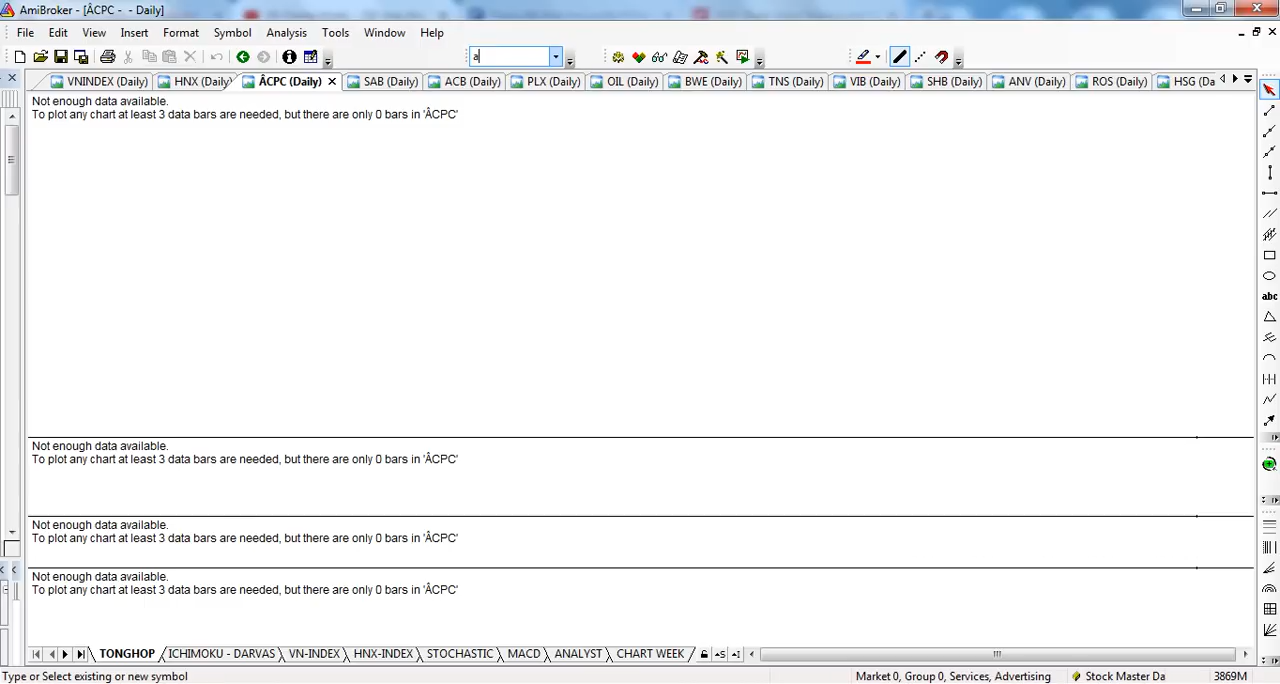 AmiBroker - [ÂCPC - - Daily]
File Edit View Insert Format Symbol Analysis Tools Window Help
a
VNINDEX (Daily) HNX (Daily) ÂCPC (Daily) SAB (Daily) ACB (Daily) PLX (Daily) OIL (Daily) BWE (Daily) TNS (Daily) VIB (Daily) SHB (Daily) ANV (Daily) ROS (Daily) HSG (Da
Not enough data available.
To plot any chart at least 3 data bars are needed, but there are only 0 bars in 'ÂCPC'
abc
Not enough data available.
To plot any chart at least 3 data bars are needed, but there are only 0 bars in 'ÂCPC'
Not enough data available.
To plot any chart at least 3 data bars are needed, but there are only 0 bars in 'ÂCPC'
Not enough data available.
To plot any chart at least 3 data bars are needed, but there are only 0 bars in 'ÂCPC'
TONGHOP ICHIMOKU - DARVAS VN-INDEX HNX-INDEX STOCHASTIC MACD ANALYST CHART WEEK
Type or Select existing or new symbol Market 0, Group 0, Services, Advertising Stock Master Da 3869M